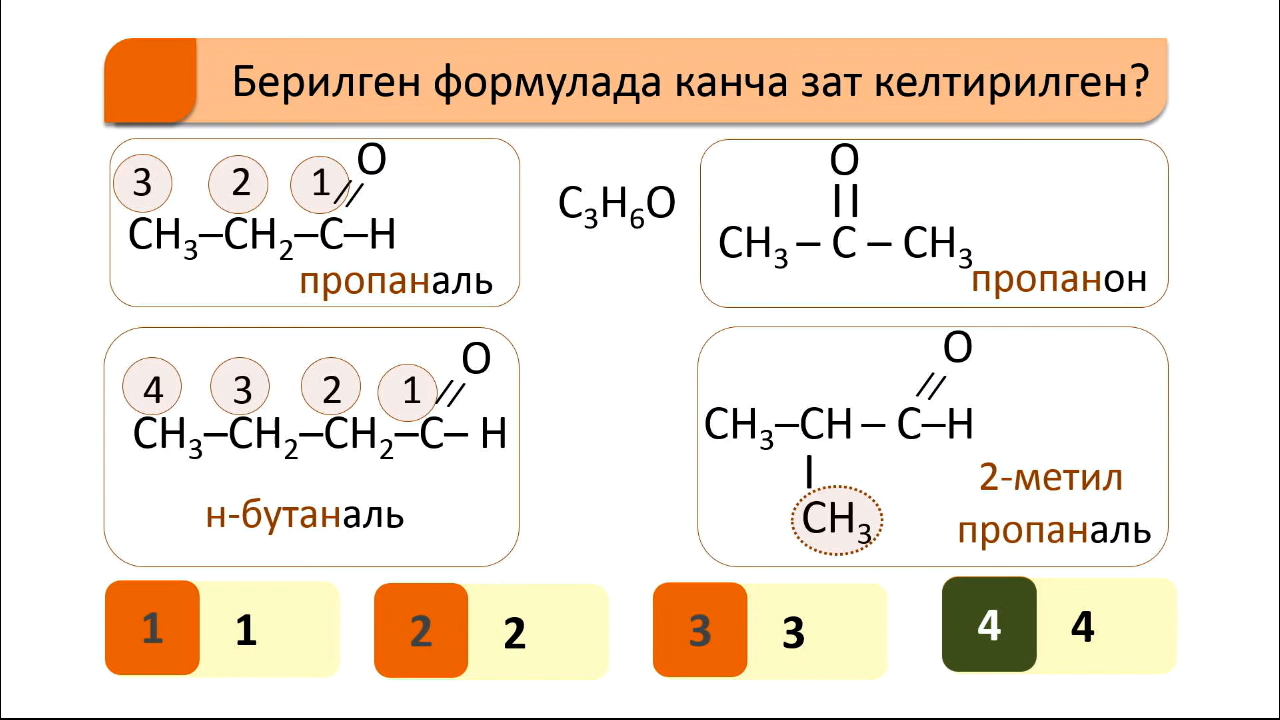 Берилген формулада канча зат келтирилген?
3 2 1 O
CH₃–CH₂–C–H
пропаналь
C₃H₆O
O
CH₃ – C – CH₃
пропанон
4 3 2 1 O
CH₃–CH₂–CH₂–C– H
н-бутаналь
O
CH₃–CH – C–H
CH₃
2-метил
пропаналь
1 1
2 2
3 3
4 4